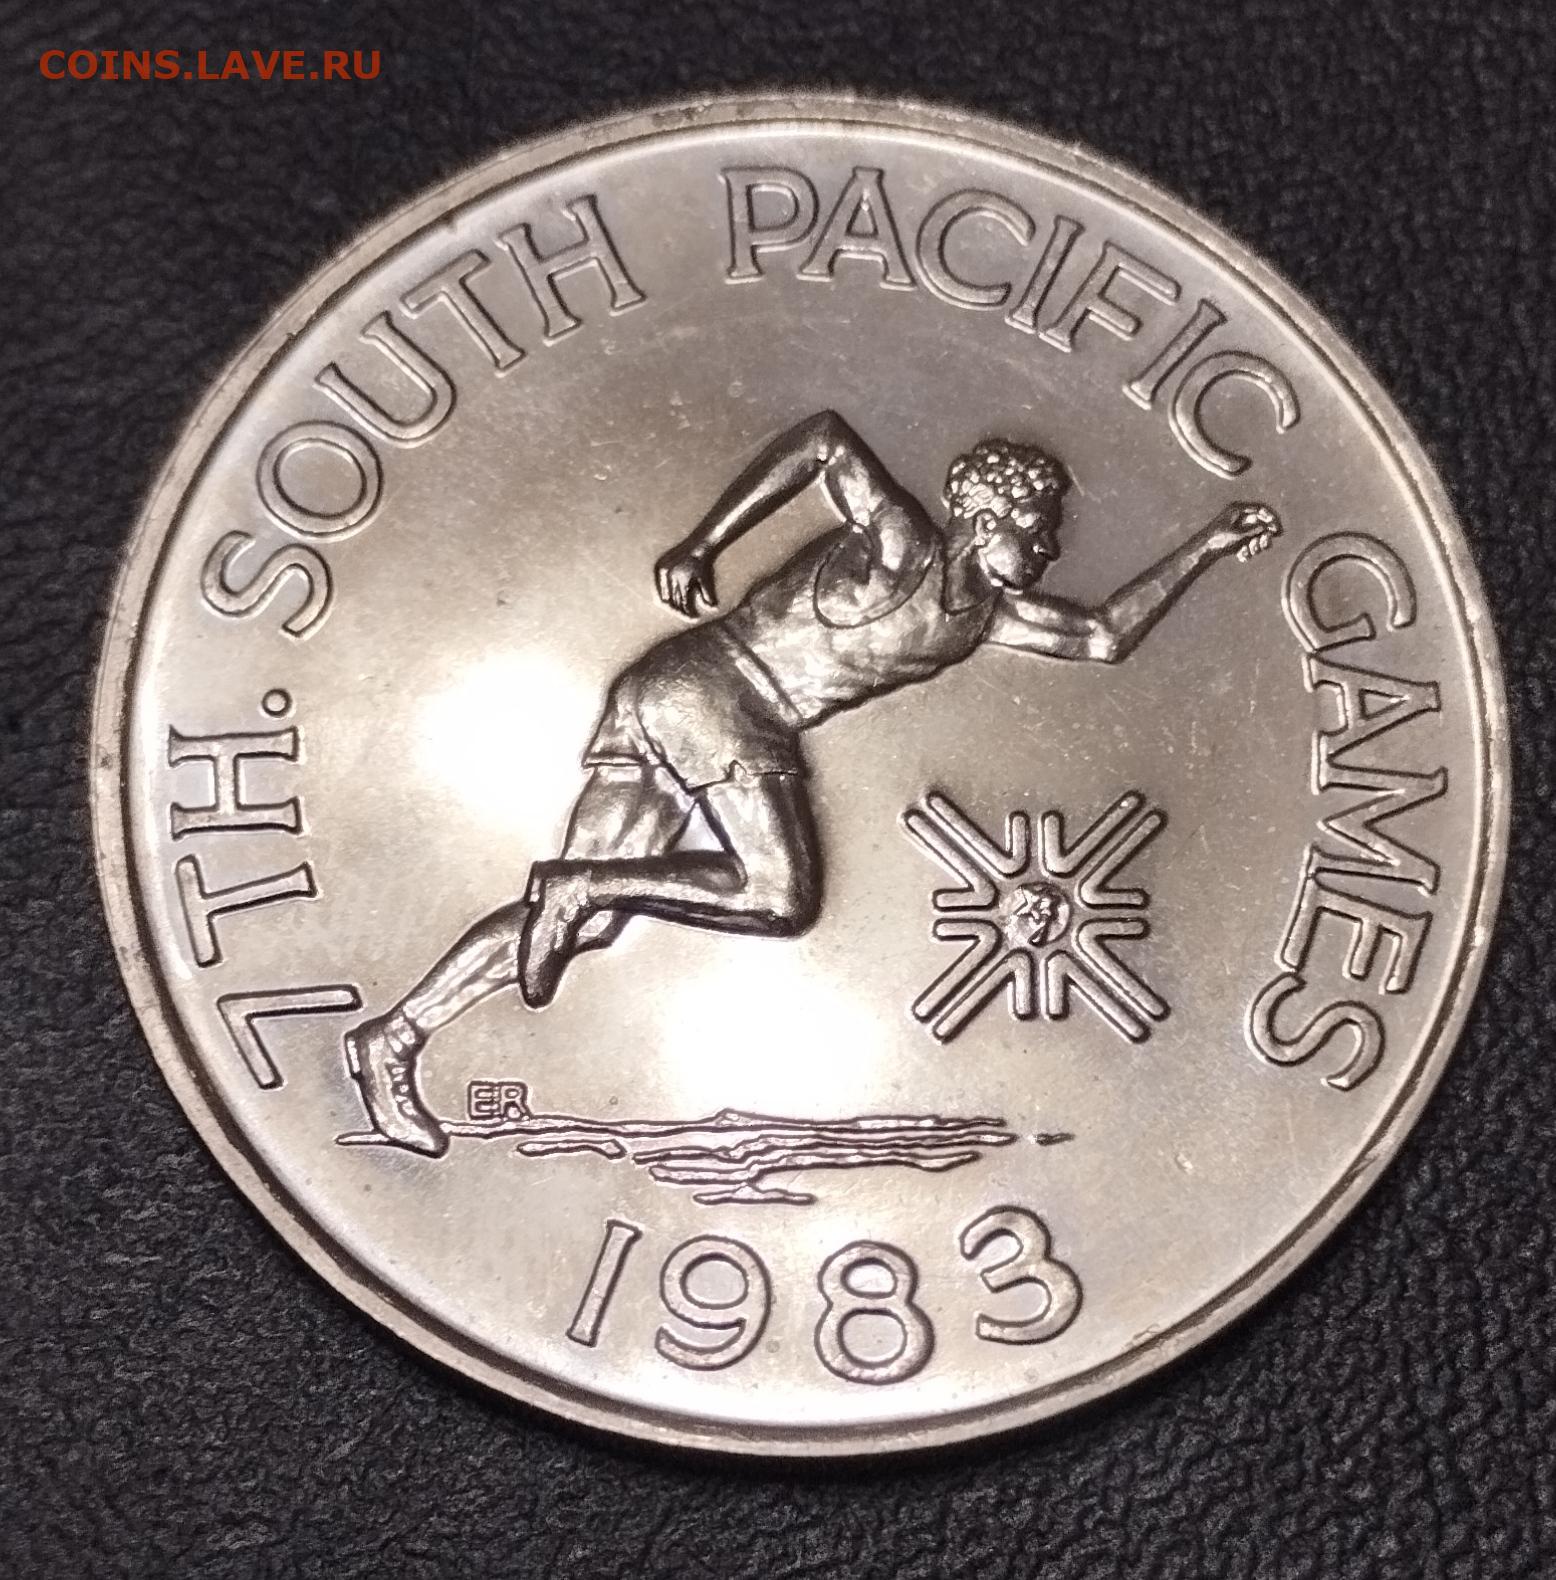 COINS.LAVE.RU
7TH. SOUTH PACIFIC GAMES
ER
1983